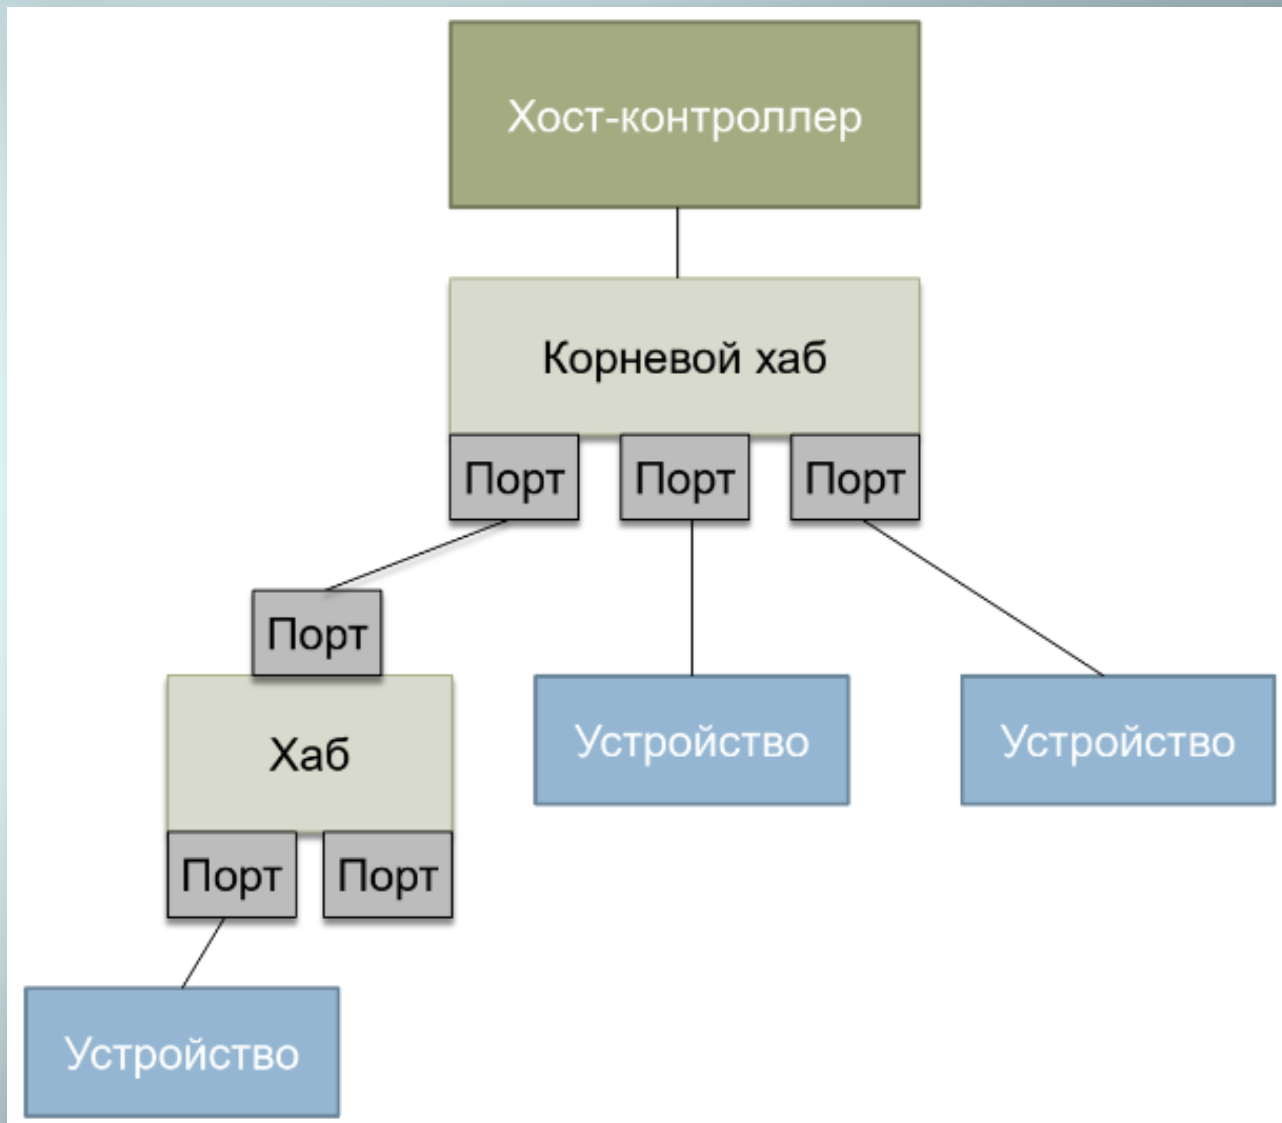 Хост-контроллер
Корневой хаб
Порт
Порт
Порт
Порт
Хаб
Устройство
Устройство
Порт
Порт
Устройство